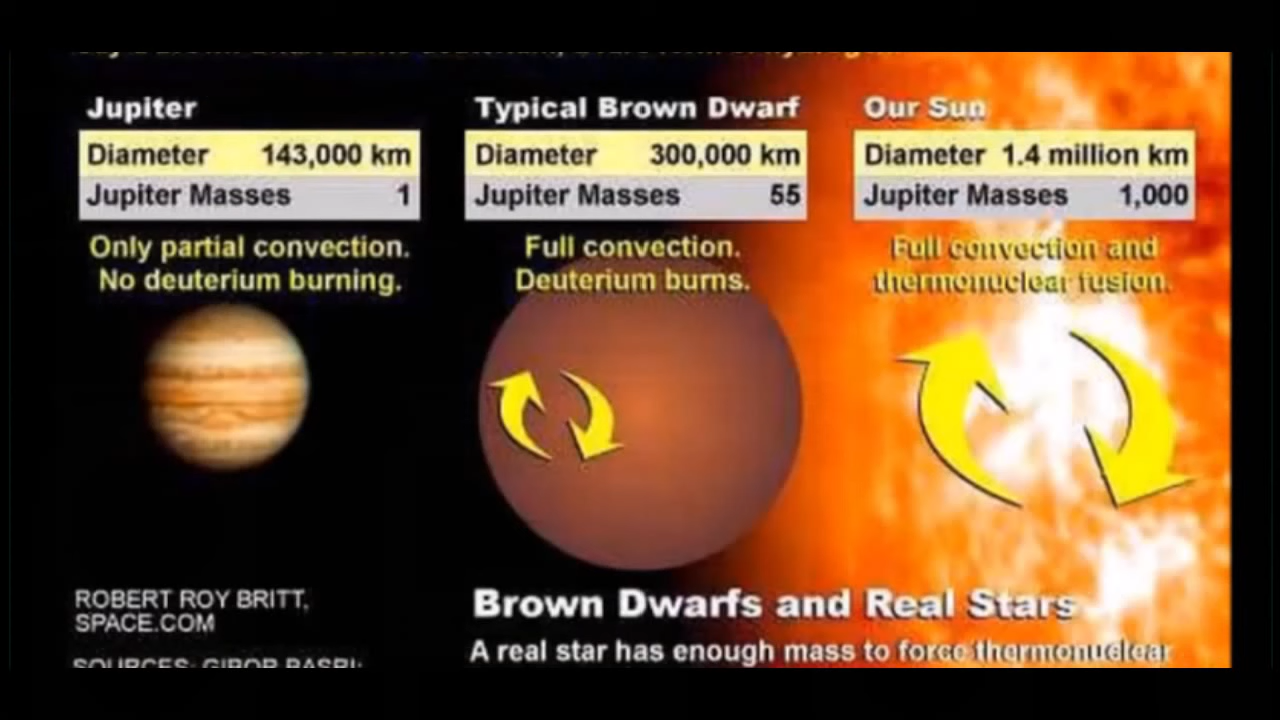 Jupiter
Diameter 143,000 km
Jupiter Masses 1
Only partial convection.
No deuterium burning.
Typical Brown Dwarf
Diameter 300,000 km
Jupiter Masses 55
Full convection.
Deuterium burns.
Our Sun
Diameter 1.4 million km
Jupiter Masses 1,000
Full convection and
thermonuclear fusion.
ROBERT ROY BRITT,
SPACE.COM
SOURCES: GIBOR BASRI;
Brown Dwarfs and Real Stars
A real star has enough mass to force thermonuclear